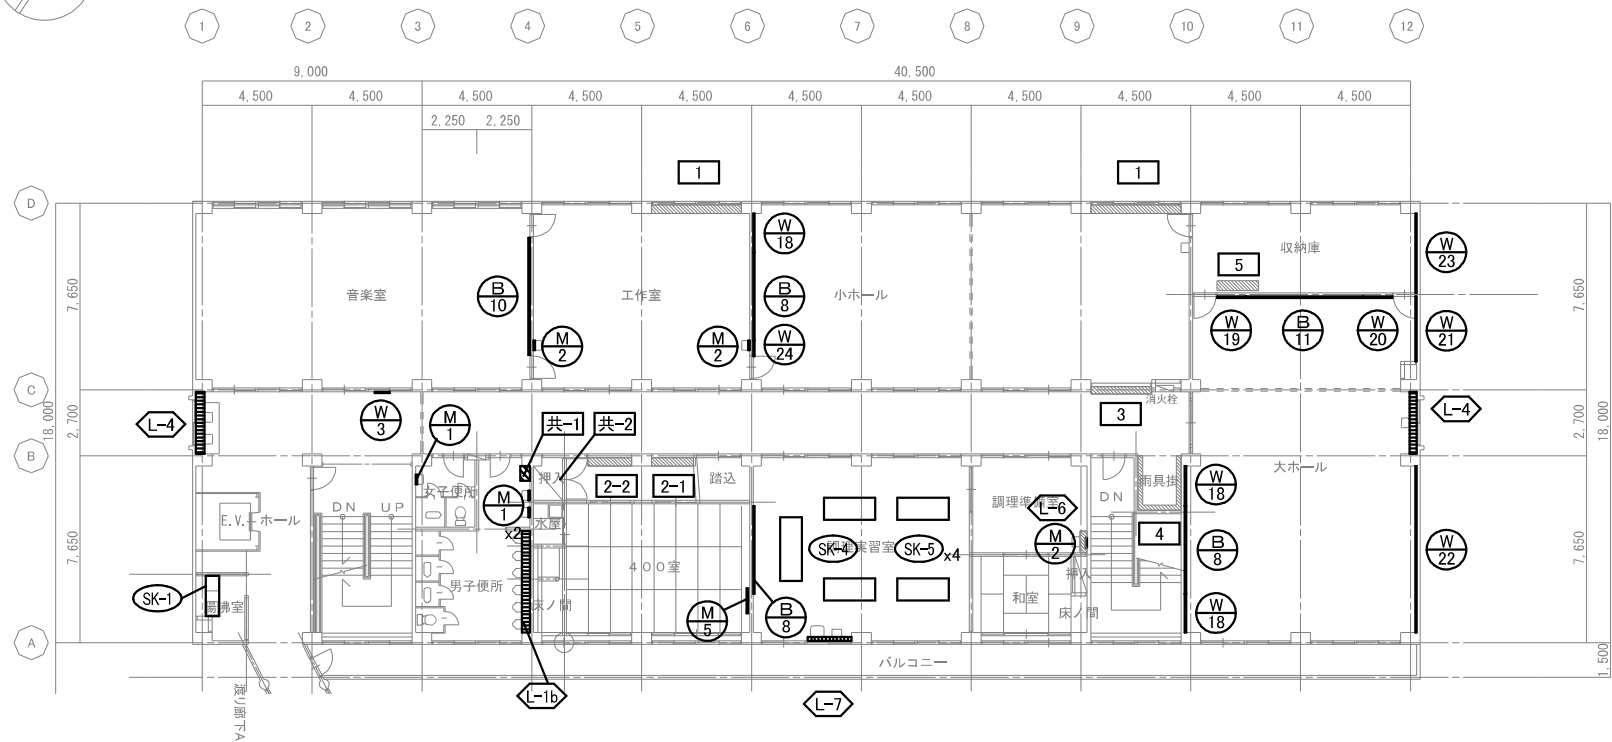 1 2 3 4 5 6 7 8 9 10 11 12
9,000 40,500
4,500 4,500 4,500 4,500 4,500 4,500 4,500 4,500 4,500 4,500 4,500
2,250 2,250
1 1
D
C
B
A
7,650
2,700
7,650
18,000
7,650
2,700
7,650
18,000
1,500
音楽室
B 10
工作室
M 2
M 2
W 18
B 8
W 24
小ホール
収納庫
5
W 19
B 11
W 20
W 23
W 21
L-4
W 3
M 1
共-1
共-2
3
消火栓
L-4
E.V. ホール
DN UP
女子便所
M 1
x2
押入
2-2
2-1
踏込
水屋
400室
調理準備室
L-6
DN
雨具掛
4
W 18
大ホール
B 8
W 22
W 18
SK-1
湯沸室
男子便所
床ノ間
M 5
B 8
SK-4
調理実習室
SK-5
x4
M 2
押入
和室
床ノ間
バルコニー
L-1b
L-7
渡り廊下A